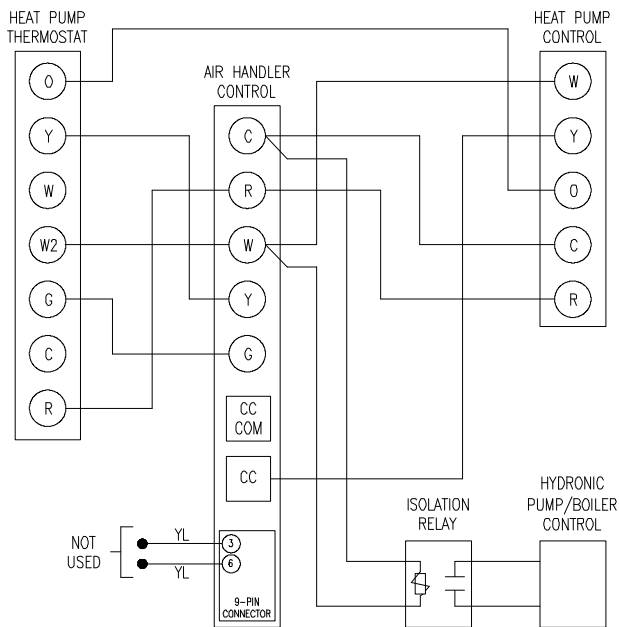 HEAT PUMP
THERMOSTAT
O
Y
W
W2
G
C
R
AIR HANDLER
CONTROL
C
R
W
Y
G
CC
COM
CC
3
6
9-PIN
CONNECTOR
NOT
USED
YL
YL
HEAT PUMP
CONTROL
W
Y
O
C
R
ISOLATION
RELAY
HYDRONIC
PUMP/BOILER
CONTROL